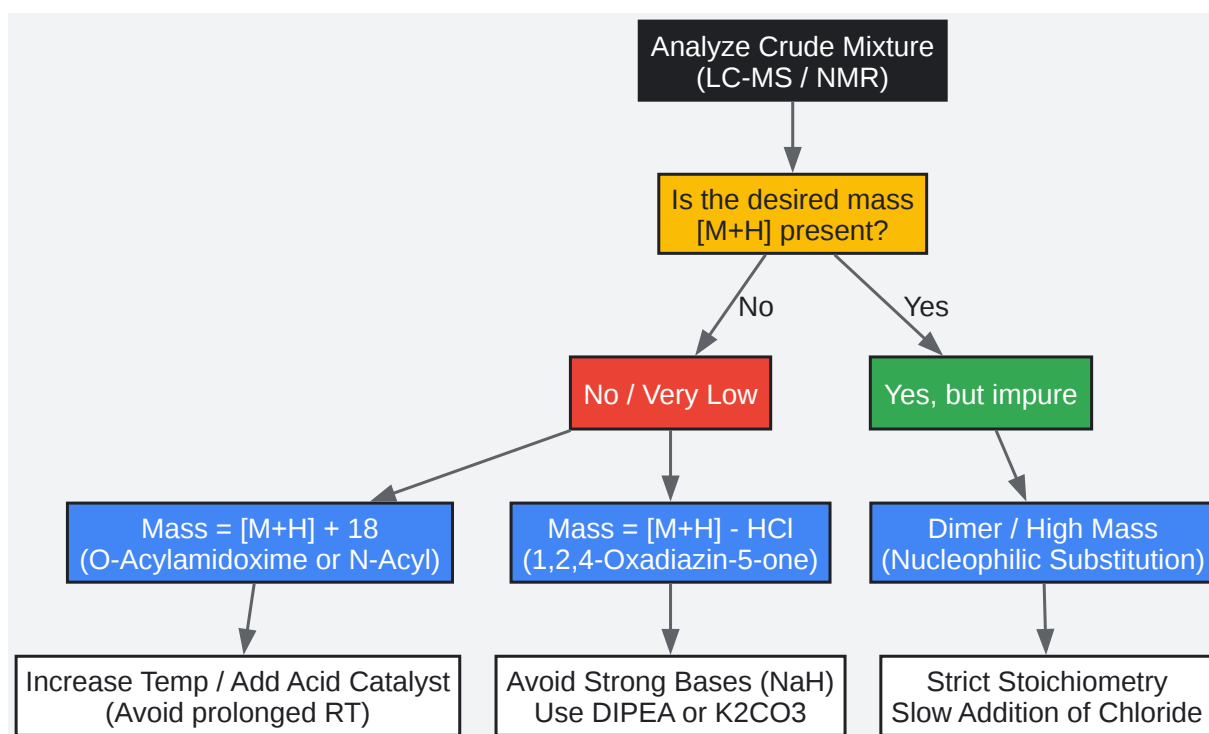 Analyze Crude Mixture
(LC-MS / NMR)
Is the desired mass
[M+H] present?
No
Yes
No / Very Low
Yes, but impure
Mass = [M+H] + 18
(O-Acylamidoxime or N-Acyl)
Mass = [M+H] - HCl
(1,2,4-Oxadiazin-5-one)
Dimer / High Mass
(Nucleophilic Substitution)
Increase Temp / Add Acid Catalyst
(Avoid prolonged RT)
Avoid Strong Bases (NaH)
Use DIPEA or K2CO3
Strict Stoichiometry
Slow Addition of Chloride